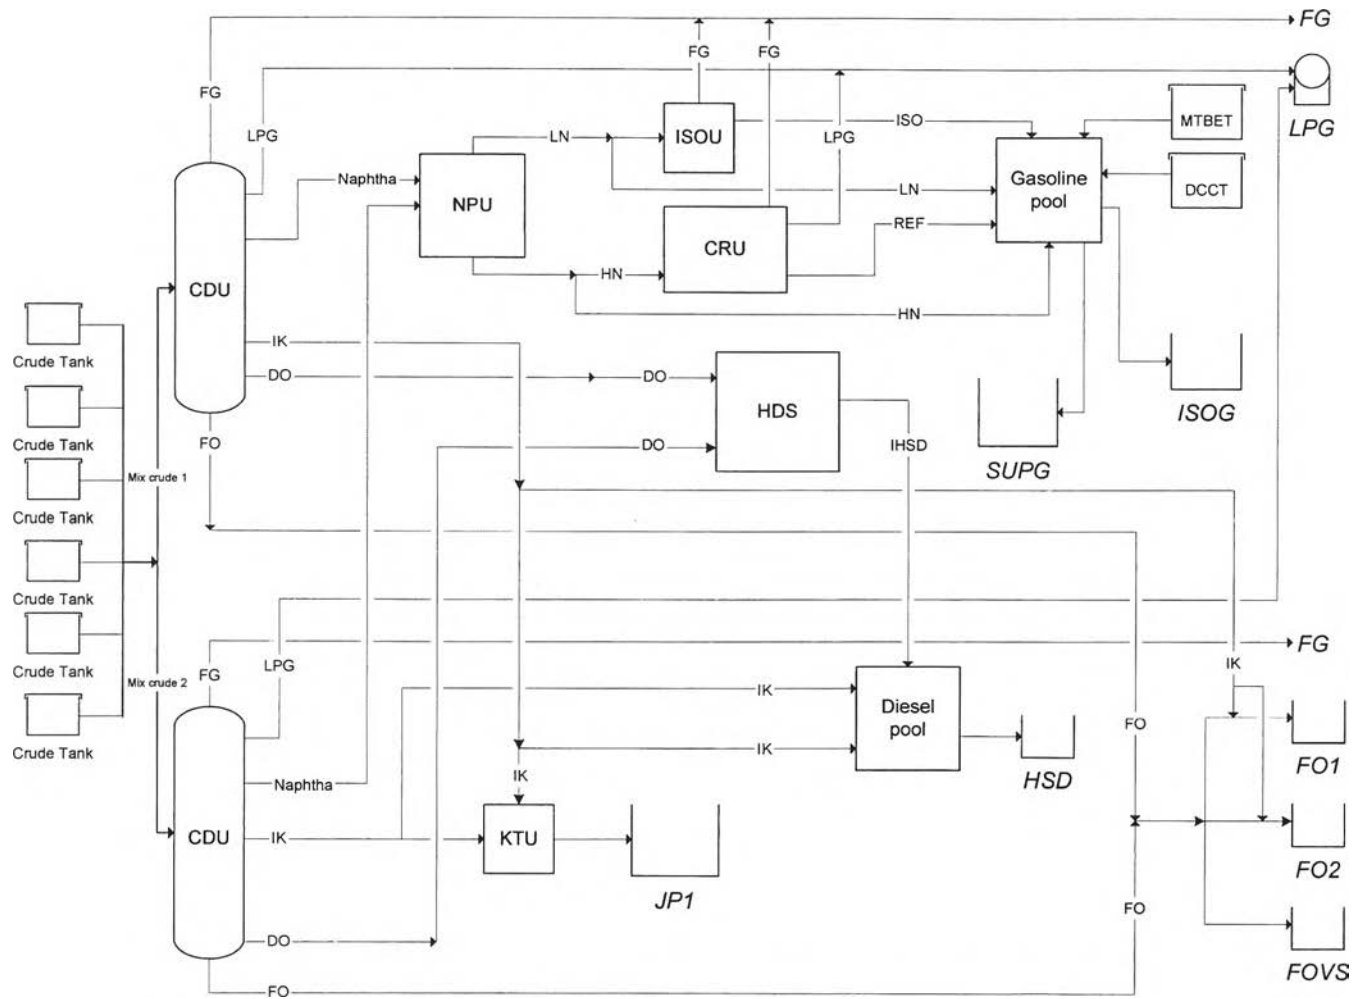 FG
FG
FG
FG
LPG
LPG
LPG
Naphtha
LN
ISOU
ISO
MTBET
NPU
LN
Gasoline
pool
DCCT
CRU
REF
HN
HN
CDU
Crude Tank
Crude Tank
Crude Tank
Crude Tank
Crude Tank
Crude Tank
Mix crude 1
Mix crude 2
IK
DO
DO
DO
HDS
IHSD
FO
SUPG
ISOG
FG
FG
LPG
IK
IK
IK
IK
Diesel
pool
HSD
FO
FO1
Naphtha
IK
CDU
KTU
JP1
FO2
DO
FO
FO
FOVS